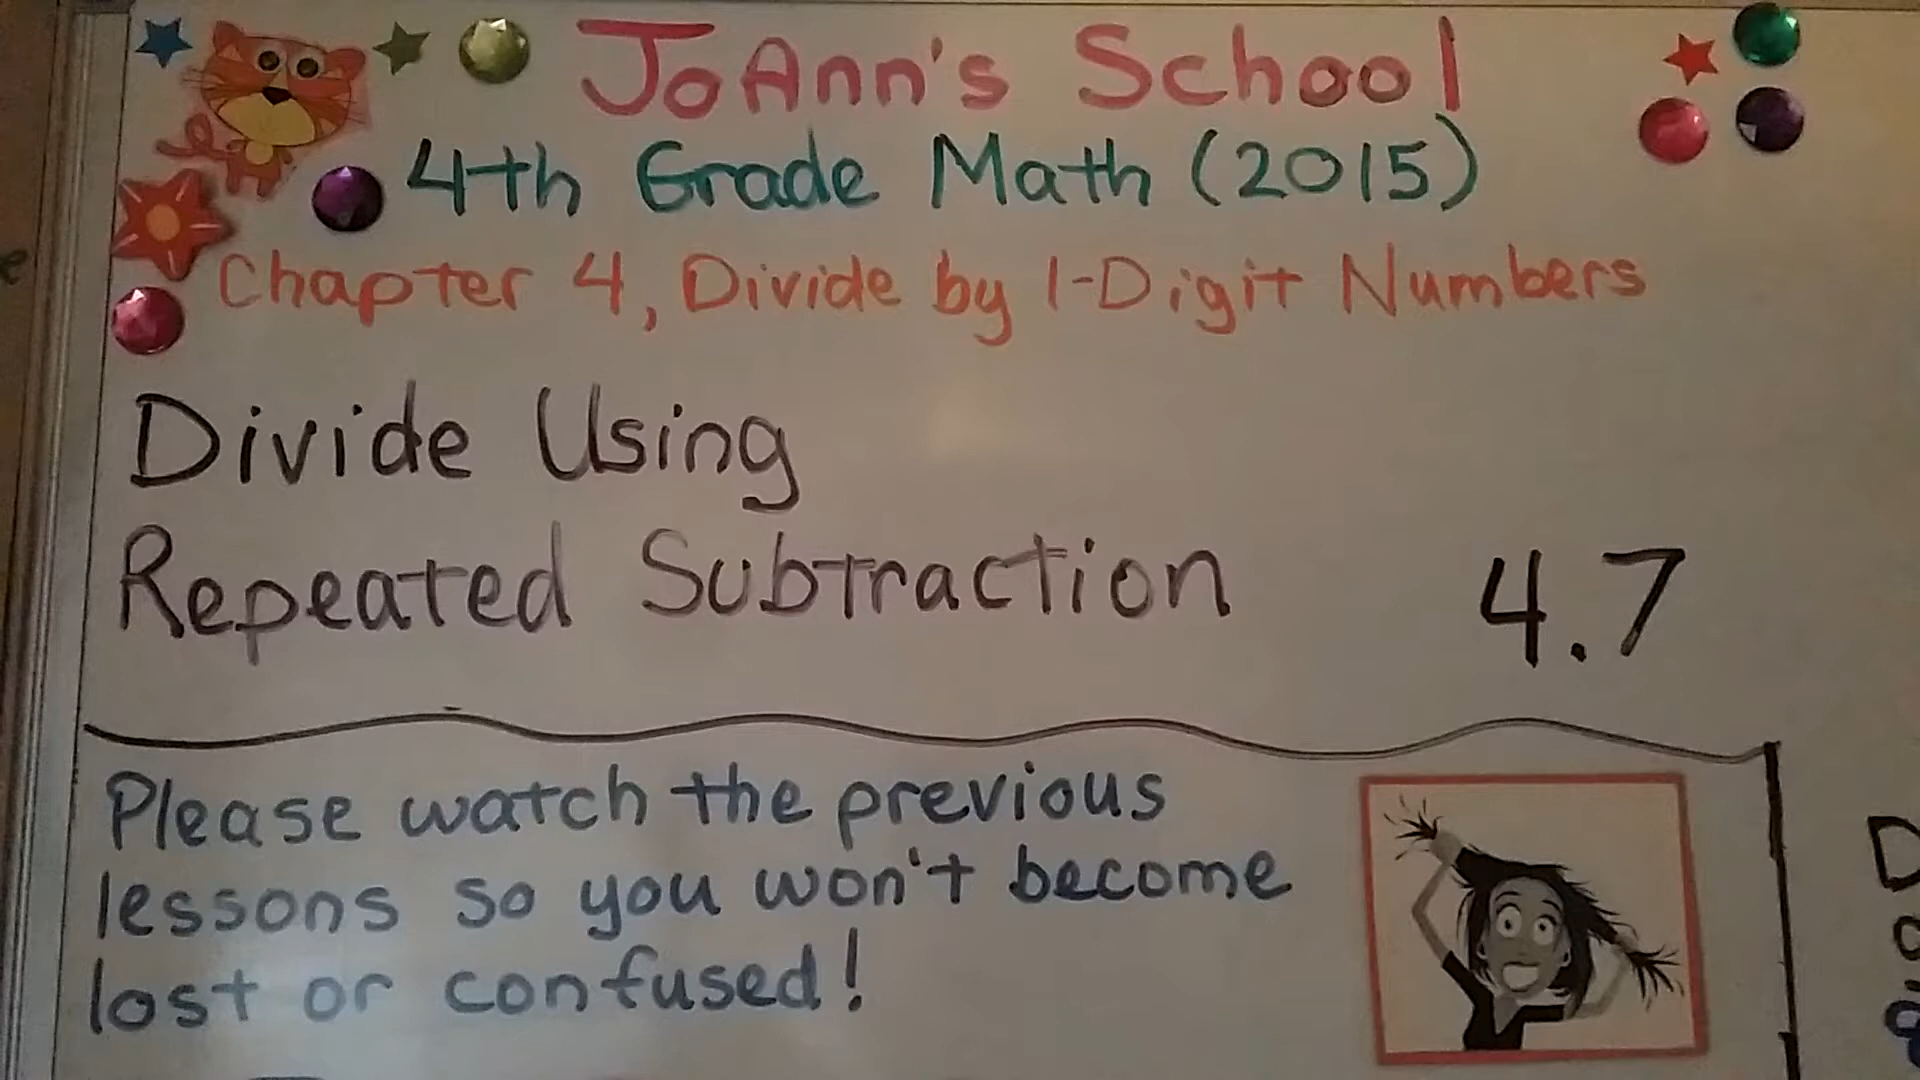 JoAnn's School
4th Grade Math (2015)
Chapter 4, Divide by 1-Digit Numbers
Divide Using
Repeated Subtraction 4.7
Please watch the previous
lessons so you won't become
lost or confused!